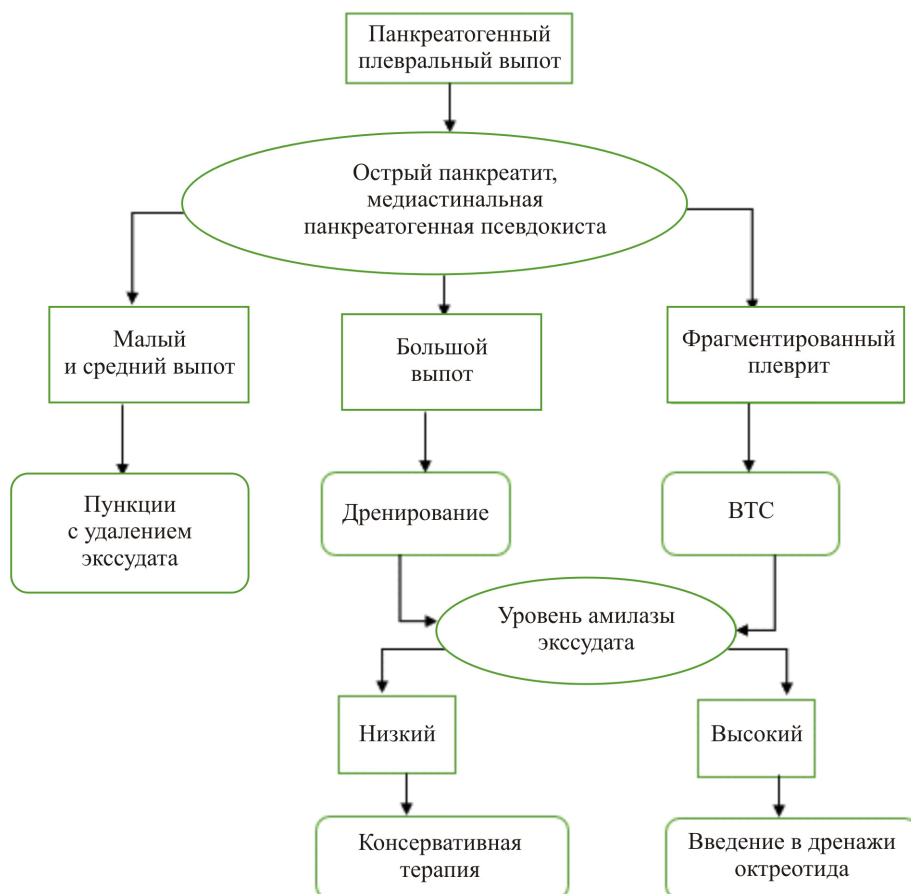 Панкреатогенный
плевральный выпот
Острый панкреатит,
медиастинальная
панкреатогенная псевдокиста
Малый
и средний выпот
Большой
выпот
Фрагментированный
плеврит
Пункции
с удалением
экссудата
Дренирование
ВТС
Уровень амилазы
экссудата
Низкий
Высокий
Консервативная
терапия
Введение в дренажи
октреотида